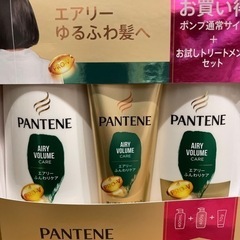 エアリー
ゆるふわ髪へ
お買い得
ポンプ通常サイ
+
お試しトリートメン
セット
PANTENE
AIRY
VOLUME
CARE
エアリー
ふんわりケア
PANTENE
AIRY
VOLUME
CARE
エアリー
ふんわりケア
PANTENE
AIRY
VOLUME
CARE
エアリー
ふんわりケア
PANTENE